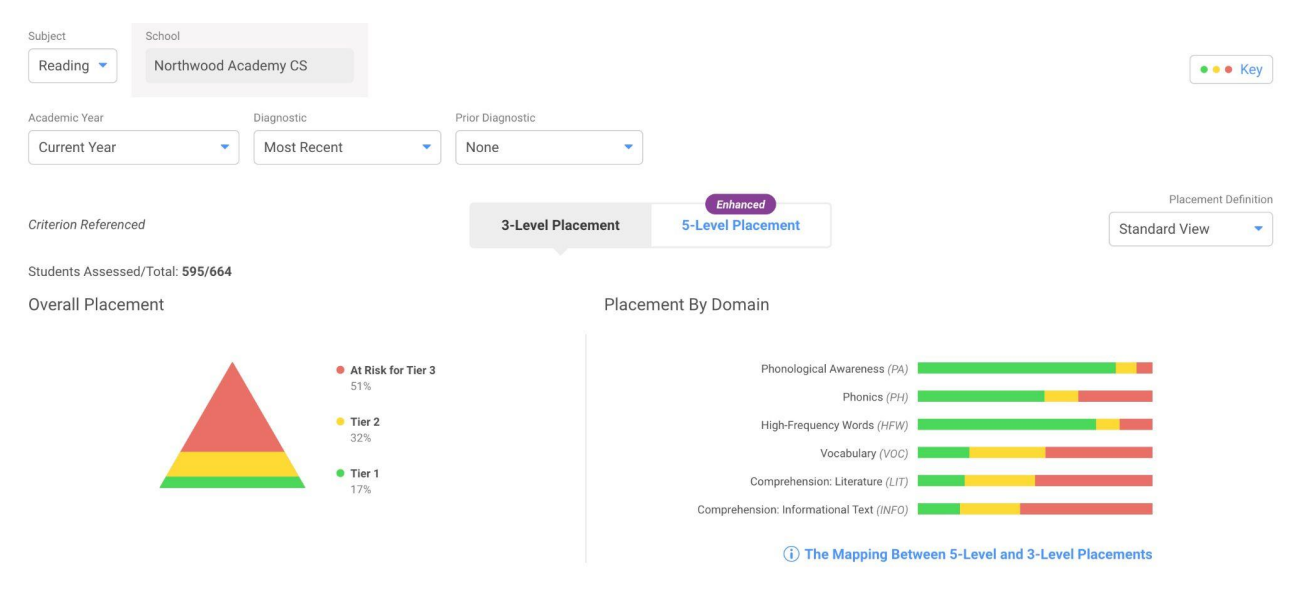 Subject
Reading
School
Northwood Academy CS
Key
Academic Year
Current Year
Diagnostic
Most Recent
Prior Diagnostic
None
Criterion Referenced
3-Level Placement
Enhanced
5-Level Placement
Placement Definition
Standard View
Students Assessed/Total: 595/664
Overall Placement
At Risk for Tier 3
51%
Tier 2
32%
Tier 1
17%
Placement By Domain
Phonological Awareness (PA)
Phonics (PH)
High-Frequency Words (HFW)
Vocabulary (VOC)
Comprehension: Literature (LIT)
Comprehension: Informational Text (INFO)
The Mapping Between 5-Level and 3-Level Placements